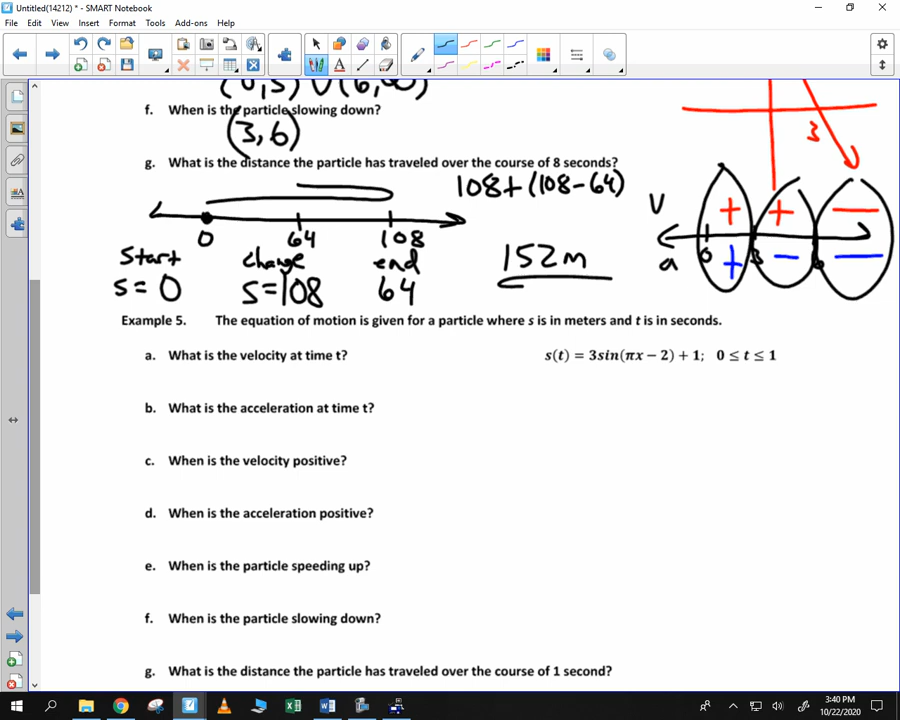 Untitled(14212) * - SMART Notebook
File Edit View Insert Format Tools Add-ons Help
f. When is the particle slowing down?
(3, 6)
g. What is the distance the particle has traveled over the course of 8 seconds?
108+(108-64)
0 64 108
Start change end
s= 0 s=108 64
152m
3
V + + —
0 3 6
a + — —
Example 5. The equation of motion is given for a particle where s is in meters and t is in seconds.
a. What is the velocity at time t? s(t) = 3sin(πx − 2) + 1; 0 ≤ t ≤ 1
b. What is the acceleration at time t?
c. When is the velocity positive?
d. When is the acceleration positive?
e. When is the particle speeding up?
f. When is the particle slowing down?
g. What is the distance the particle has traveled over the course of 1 second?
3:40 PM
10/22/2020